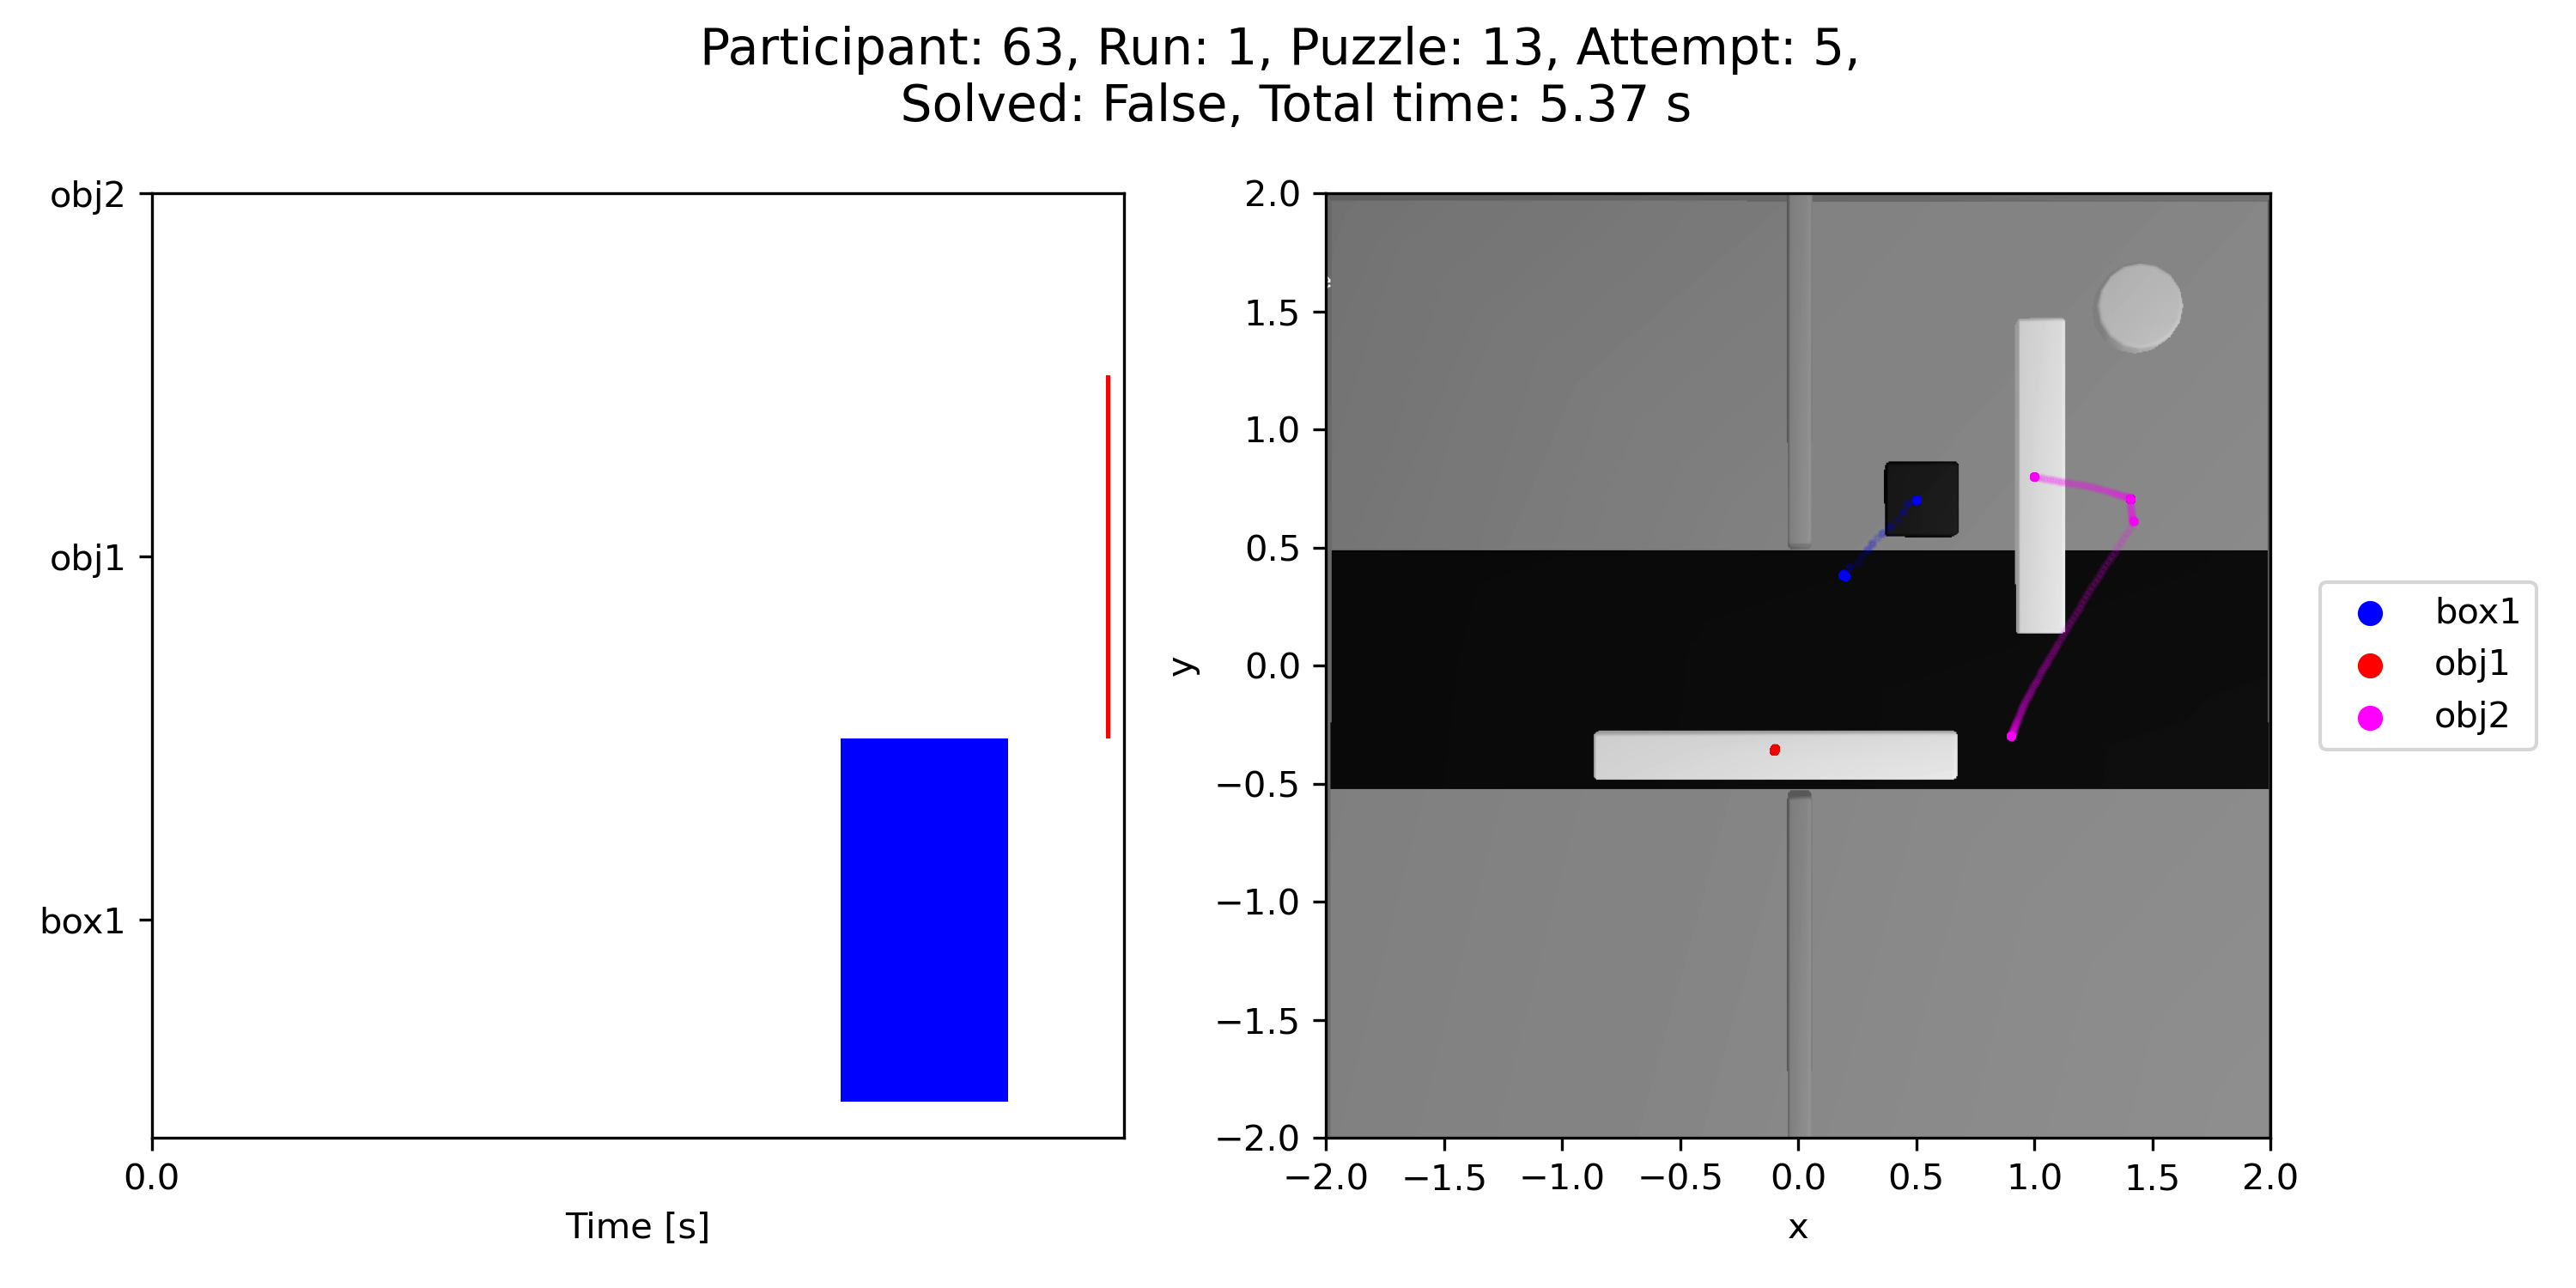 Participant: 63, Run: 1, Puzzle: 13, Attempt: 5,
Solved: False, Total time: 5.37 s
obj2
obj1
box1
0.0
Time [s]
2.0
1.5
1.0
0.5
0.0
−0.5
−1.0
−1.5
−2.0
y
−2.0 −1.5 −1.0 −0.5 0.0 0.5 1.0 1.5 2.0
x
box1
obj1
obj2